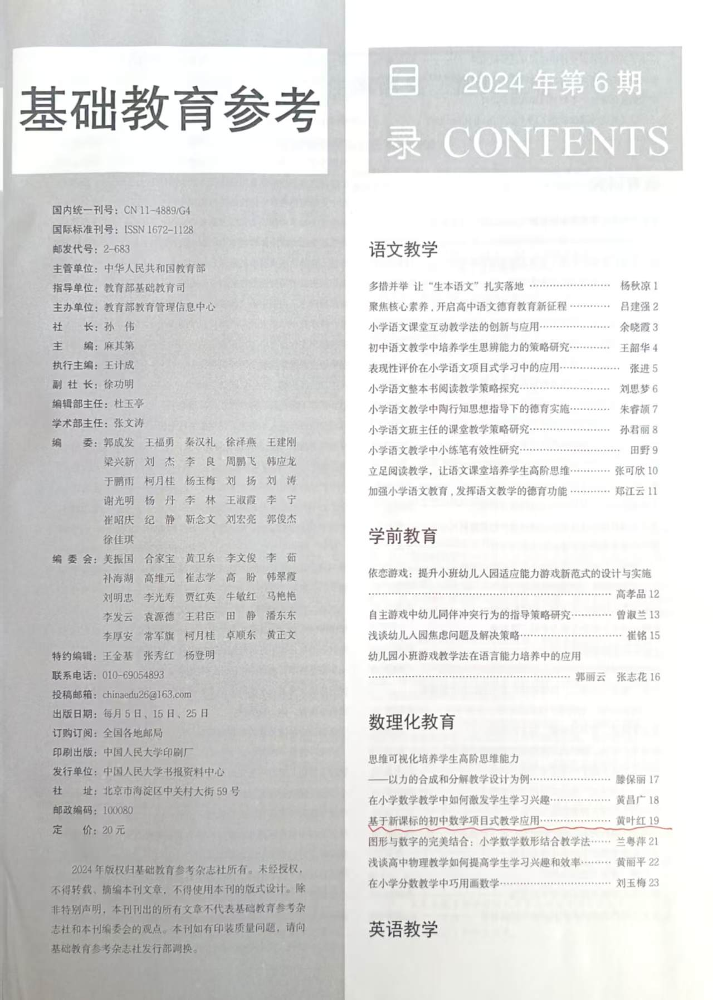 基础教育参考
国内统一刊号：CN 11-4889/G4
国际标准刊号：ISSN 1672-1128
邮发代号：2-683
主管单位：中华人民共和国教育部
指导单位：教育部基础教育司
主办单位：教育部教育管理信息中心
社　　长：孙　伟
主　　编：麻其第
执行主编：王计成
副 社 长：徐功明
编辑部主任：杜玉亭
学术部主任：张文涛
编　　委：郭成发　王福勇　秦汉礼　徐泽燕　王建刚
梁兴新　刘　杰　李　良　周鹏飞　韩应龙
于鹏雨　柯月桂　杨玉梅　刘　扬　刘　涛
谢光明　杨　丹　李　林　王淑霞　李　宁
崔昭庆　纪　静　靳念文　刘宏亮　郭俊杰
徐佳琪
编 委 会：美振国　合家宝　黄卫糸　李文俊　李　茹
补海湖　高维元　崔志学　高　盼　韩翠霞
刘明忠　李光寿　贾红英　牛敏红　马艳艳
李发云　袁源德　王君臣　田　静　潘东东
李厚安　常军旗　柯月桂　卓顺东　黄正文
特约编辑：王金基　张秀红　杨登明
联系电话：010-69054893
投稿邮箱：chinaedu26@163.com
出版日期：每月 5 日、15 日、25 日
订购订阅：全国各地邮局
印刷出版：中国人民大学印刷厂
发行单位：中国人民大学书报资料中心
社　　址：北京市海淀区中关村大街 59 号
邮政编码：100080
定　　价：20 元
2024 年版权归基础教育参考杂志社所有。未经授权，
不得转载、摘编本刊文章，不得使用本刊的版式设计。除
非特别声明，本刊刊出的所有文章不代表基础教育参考杂
志社和本刊编委会的观点。本刊如有印装质量问题，请向
基础教育参考杂志社发行部调换。
目　2024 年第 6 期
录　CONTENTS
语文教学
多措并举 让“生本语文”扎实落地 ……………… 杨秋凉 1
聚焦核心素养，开启高中语文德育教育新征程 ………… 吕建强 2
小学语文课堂互动教学法的创新与应用…………… 余晓霞 3
初中语文教学中培养学生思辨能力的策略研究………… 王韶华 4
表现性评价在小学语文项目式学习中的应用…………… 张进 5
小学语文整本书阅读教学策略探究………………… 刘思梦 6
小学语文教学中陶行知思想指导下的德育实施………… 朱睿颉 7
小学语文班主任的课堂教学策略研究……………… 孙君丽 8
小学语文教学中小练笔有效性研究………………… 田野 9
立足阅读教学，让语文课堂培养学生高阶思维………… 张可欣 10
加强小学语文教育，发挥语文教学的德育功能 ………… 郑江云 11
学前教育
依恋游戏：提升小班幼儿入园适应能力游戏新范式的设计与实施
……………………………………………… 高孝品 12
自主游戏中幼儿同伴冲突行为的指导策略研究………… 曾淑兰 13
浅谈幼儿入园焦虑问题及解决策略………………… 崔铭 15
幼儿园小班游戏教学法在语言能力培养中的应用
……………………………………… 郭丽云　张志花 16
数理化教育
思维可视化培养学生高阶思维能力
——以力的合成和分解教学设计为例……………… 滕保丽 17
在小学数学教学中如何激发学生学习兴趣………… 黄昌广 18
基于新课标的初中数学项目式教学应用…………… 黄叶红 19
图形与数字的完美结合：小学数学数形结合教学法…… 兰粤萍 21
浅谈高中物理教学如何提高学生学习兴趣和效率……… 黄丽平 22
在小学分数教学中巧用画数学…………………… 刘玉梅 23
英语教学